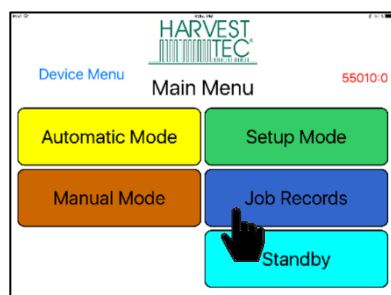 HARVEST
TEC
Device Menu
Main Menu
55010:0
Automatic Mode
Setup Mode
Manual Mode
Job Records
Standby